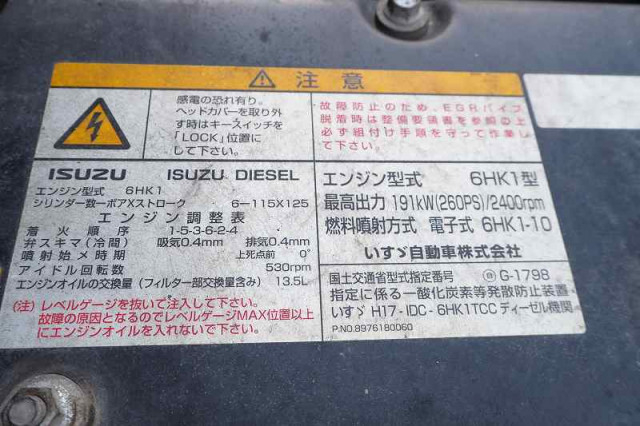 注意
感電の恐れ有り。
ヘッドカバーを取り外
す時はキースイッチを
「LOCK」位置に
して下さい。
故障防止のため、EGRパイプ
脱着時は整備要領書を参照の上
必ず組付け手順を守って作業し
て下さい。
ISUZU ISUZU DIESEL
エンジン型式 6HK1
シリンダ数ーボアXストローク 6-115X125
エンジン調整表
着火順序 1-5-3-6-2-4
弁スキマ(冷間) 吸気0.4mm 排気0.4mm
噴射始メ時期 上死点前 0°
アイドル回転数 530rpm
エンジンオイルの交換量(フィルター部交換量含み) 13.5L
(注)レベルゲージを抜いて注入して下さい。
故障の原因となるのでレベルゲージMAX位置以上
にエンジンオイルを入れないで下さい。
エンジン型式 6HK1型
最高出力 191kW(260PS)/2400rpm
燃料噴射方式 電子式 6HK1-10
いすゞ自動車株式会社
国土交通省型式指定番号 G-1798
指定に係る一酸化炭素等発散防止装置
いすゞ H17-IDC-6HK1TCC ディーゼル機関
P.NO.8976180060